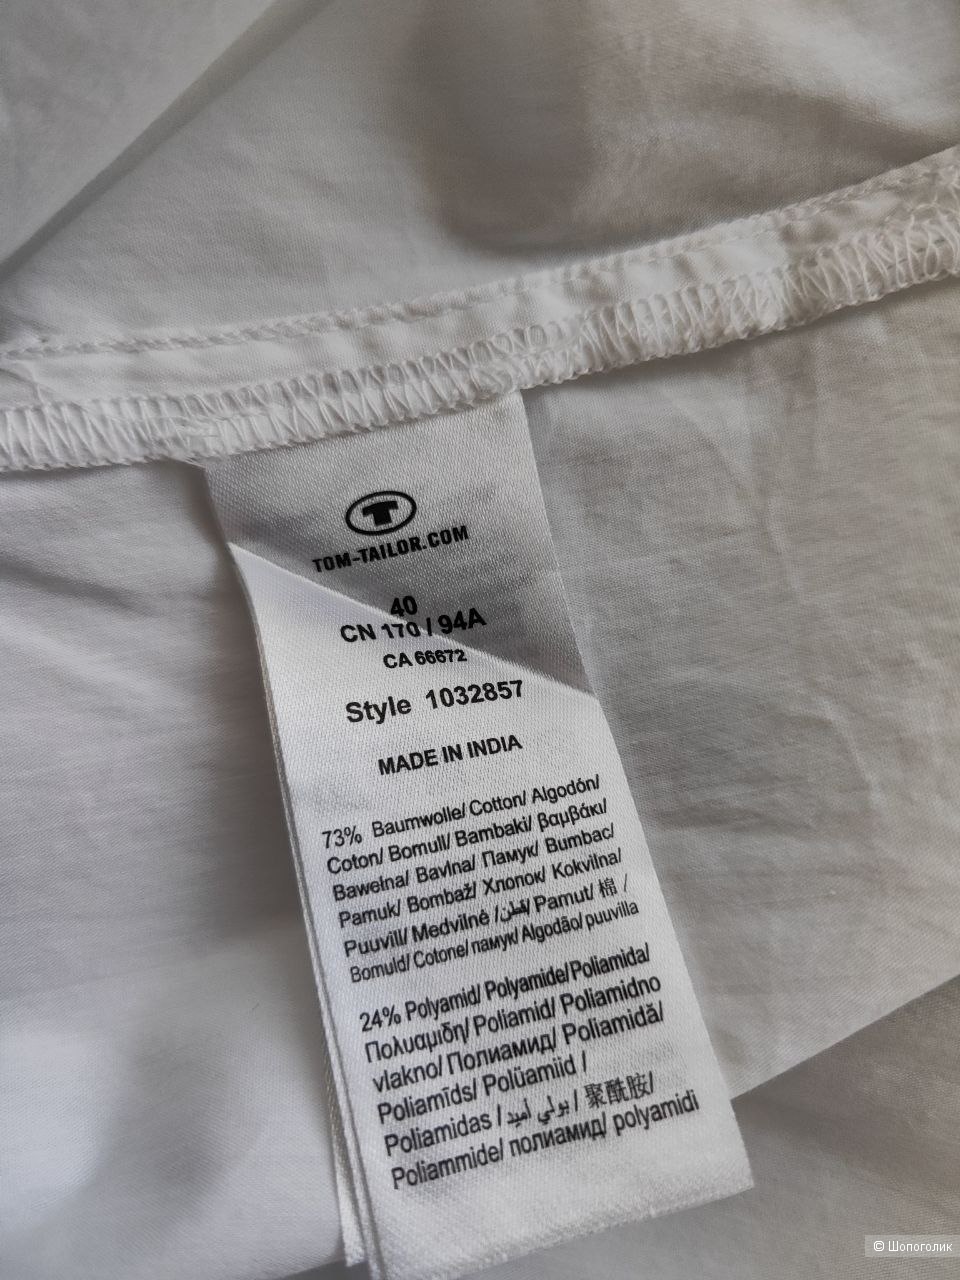 TOM-TAILOR.COM
40
CN 170 / 94A
CA 66672
Style 1032857
MADE IN INDIA
73% Baumwolle/ Cotton/ Algodón/
Coton/ Bomull/ Bambaki/ βαμβάκι/
Bawełna/ Bavlna/ Памук/ Bumbac/
Pamuk/ Bombaž/ Хлопок/ Kokvilna/
Puuvill/ Medvilnė /قطن/ Pamut/ 棉 /
Bomuld/ Cotone/ памук/ Algodão/ puuvilla
24% Polyamid/ Polyamide/ Poliamida/
Πολυαμιδη/ Poliamid/ Poliamidno
vlakno/ Полиамид/ Poliamidă/
Poliamīds/ Polüamiid /
Poliamidas / بولي أميد / 聚酰胺/
Poliammide/ полиамид/ polyamidi
© Шопоголик